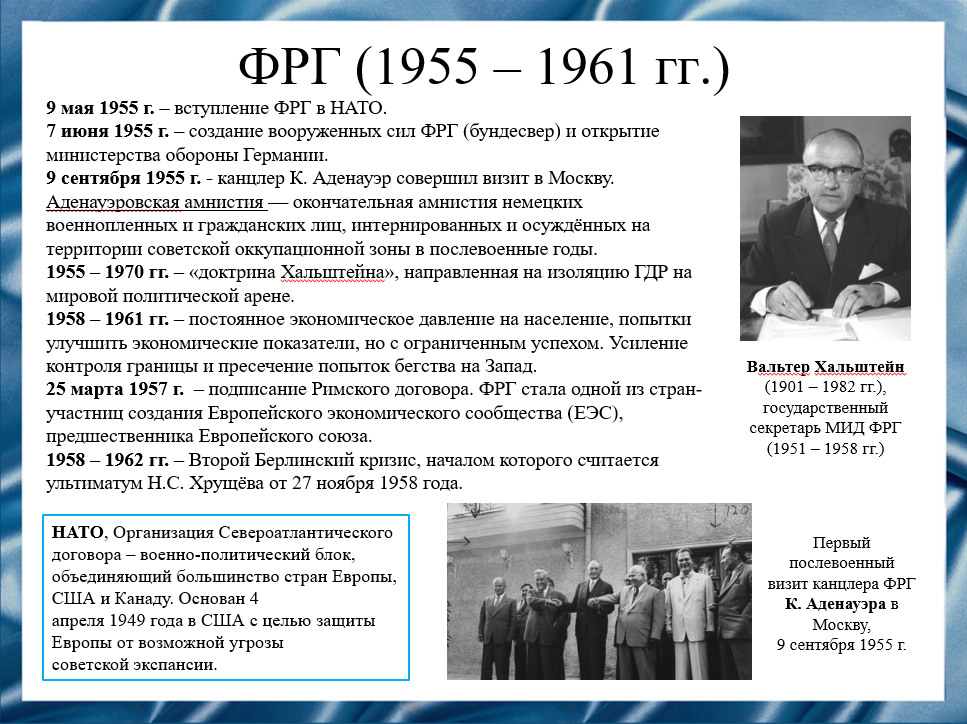 ФРГ (1955 – 1961 гг.)
9 мая 1955 г. – вступление ФРГ в НАТО.
7 июня 1955 г. – создание вооруженных сил ФРГ (бундесвер) и открытие
министерства обороны Германии.
9 сентября 1955 г. - канцлер К. Аденауэр совершил визит в Москву.
Аденауэровская амнистия — окончательная амнистия немецких
военнопленных и гражданских лиц, интернированных и осуждённых на
территории советской оккупационной зоны в послевоенные годы.
1955 – 1970 гг. – «доктрина Хальштейна», направленная на изоляцию ГДР на
мировой политической арене.
1958 – 1961 гг. – постоянное экономическое давление на население, попытки
улучшить экономические показатели, но с ограниченным успехом. Усиление
контроля границы и пресечение попыток бегства на Запад.
25 марта 1957 г.  – подписание Римского договора. ФРГ стала одной из стран-
участниц создания Европейского экономического сообщества (ЕЭС),
предшественника Европейского союза.
1958 – 1962 гг. – Второй Берлинский кризис, началом которого считается
ультиматум Н.С. Хрущёва от 27 ноября 1958 года.
Вальтер Хальштейн
(1901 – 1982 гг.),
государственный
секретарь МИД ФРГ
(1951 – 1958 гг.)
НАТО, Организация Североатлантического
договора – военно-политический блок,
объединяющий большинство стран Европы,
США и Канаду. Основан 4
апреля 1949 года в США с целью защиты
Европы от возможной угрозы
советской экспансии.
120
Первый
послевоенный
визит канцлера ФРГ
К. Аденауэра в
Москву,
9 сентября 1955 г.